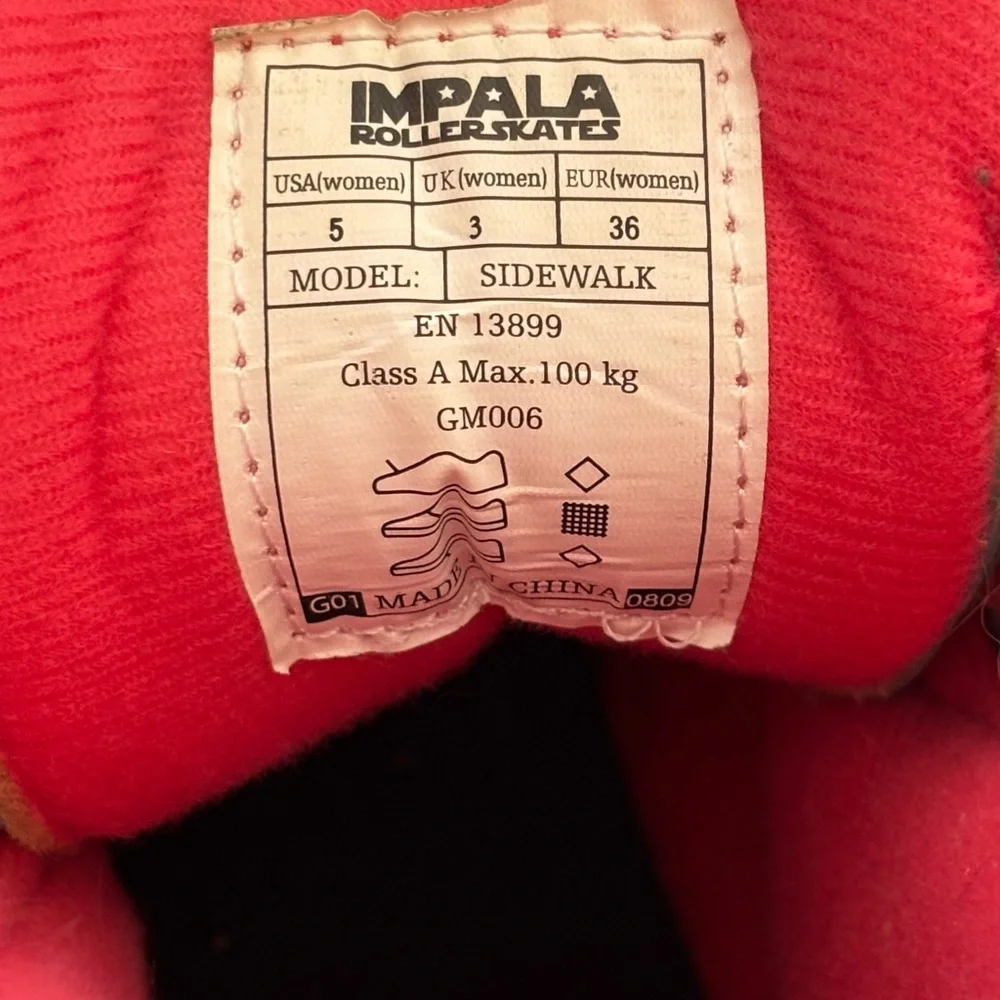 IMPALA
ROLLERSKATES
USA(women) UK(women) EUR(women)
5 3 36
MODEL: SIDEWALK
EN 13899
Class A Max.100 kg
GM006
G01 MADE CHINA 0809